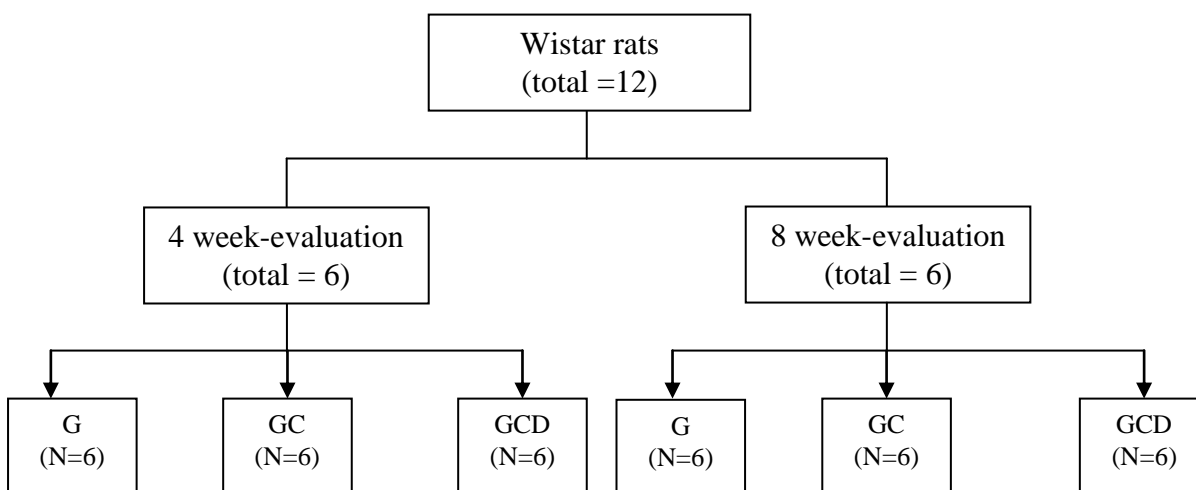 Wistar rats
(total =12)
4 week-evaluation
(total = 6)
8 week-evaluation
(total = 6)
G
(N=6)
GC
(N=6)
GCD
(N=6)
G
(N=6)
GC
(N=6)
GCD
(N=6)